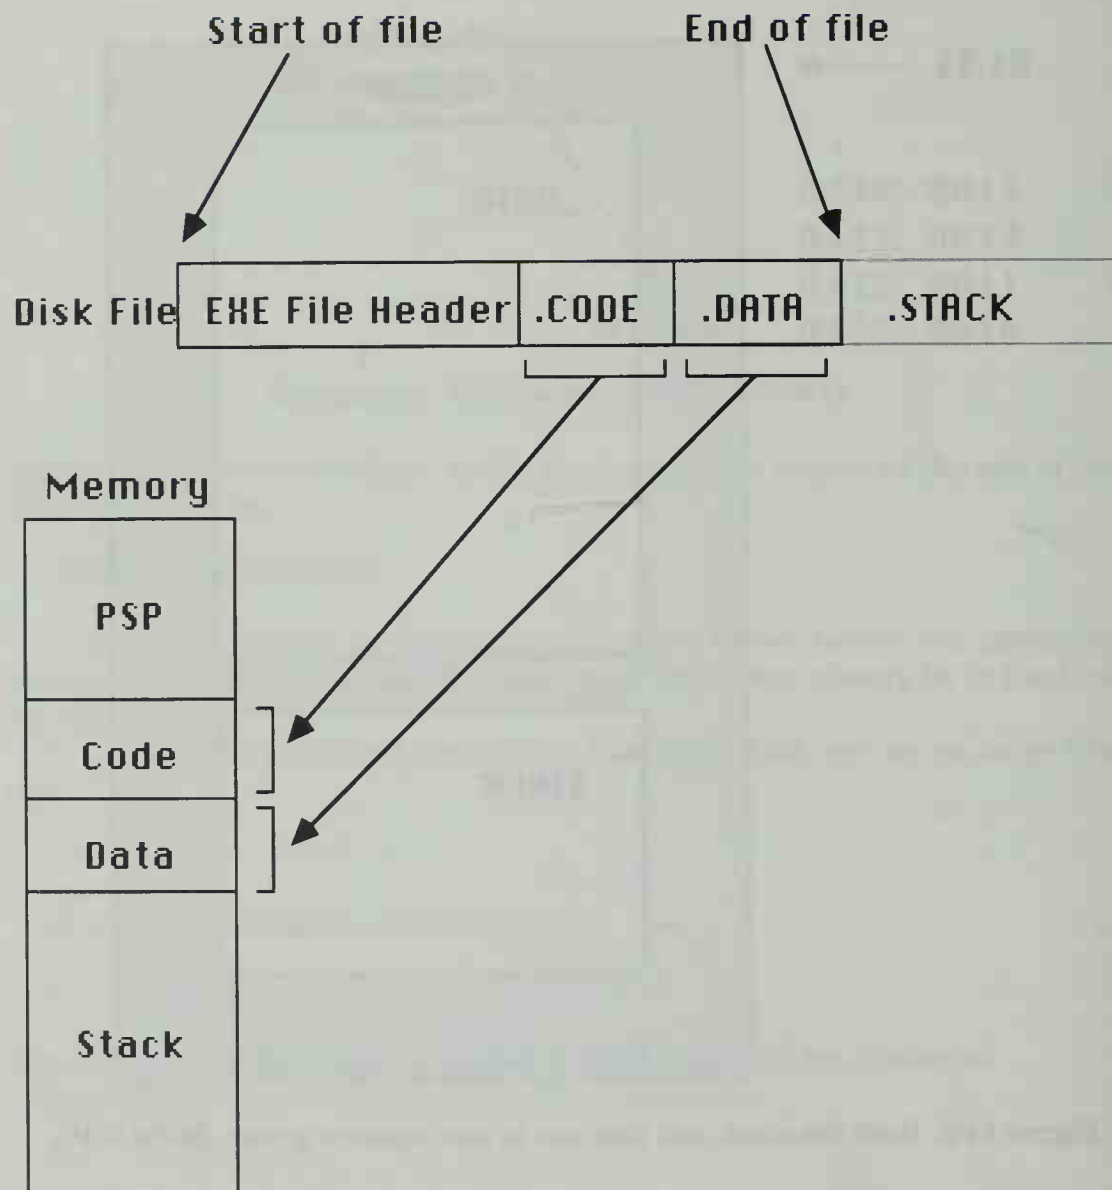 Start of file
End of file
Disk File
EXE File Header
.CODE
.DATA
.STACK
Memory
PSP
Code
Data
Stack